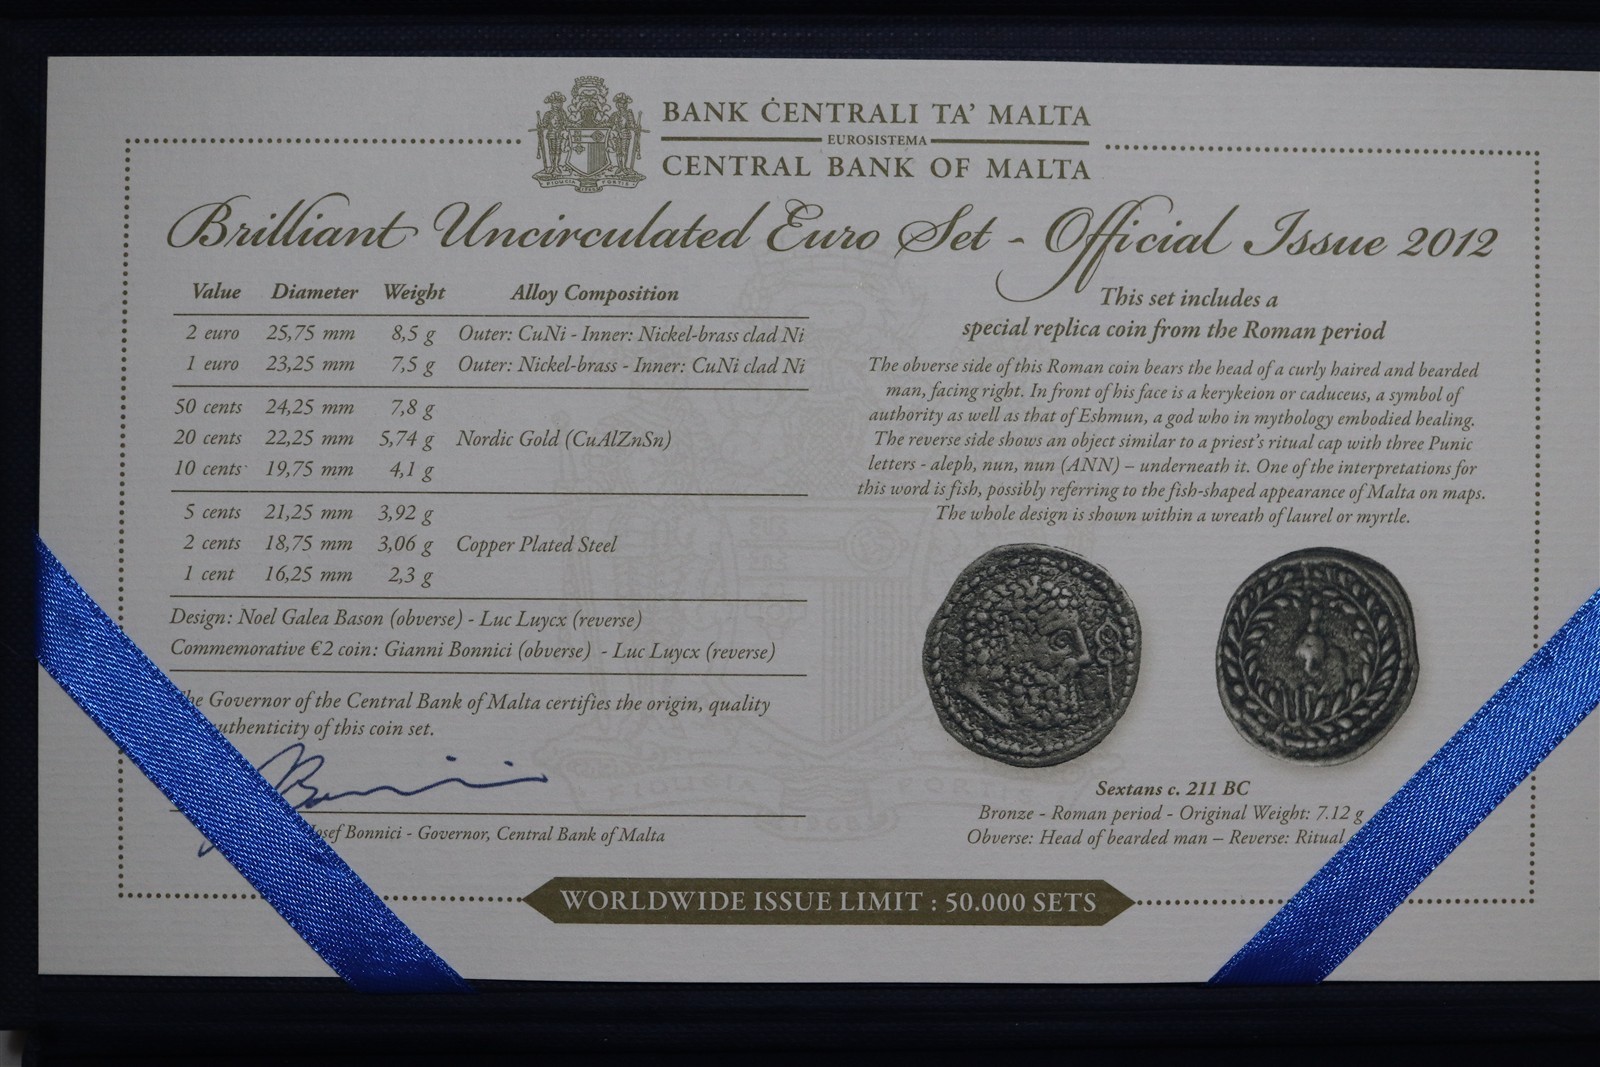 BANK ĊENTRALI TA' MALTA
EUROSISTEMA
CENTRAL BANK OF MALTA
FIDUCIA FORTIS
Brilliant Uncirculated Euro Set - Official Issue 2012
Value Diameter Weight Alloy Composition
2 euro 25,75 mm 8,5 g Outer: CuNi - Inner: Nickel-brass clad Ni
1 euro 23,25 mm 7,5 g Outer: Nickel-brass - Inner: CuNi clad Ni
50 cents 24,25 mm 7,8 g
20 cents 22,25 mm 5,74 g Nordic Gold (CuAlZnSn)
10 cents 19,75 mm 4,1 g
5 cents 21,25 mm 3,92 g
2 cents 18,75 mm 3,06 g Copper Plated Steel
1 cent 16,25 mm 2,3 g
Design: Noel Galea Bason (obverse) - Luc Luycx (reverse)
Commemorative €2 coin: Gianni Bonnici (obverse) - Luc Luycx (reverse)
he Governor of the Central Bank of Malta certifies the origin, quality
uthenticity of this coin set.
Josef Bonnici - Governor, Central Bank of Malta
This set includes a
special replica coin from the Roman period
The obverse side of this Roman coin bears the head of a curly haired and bearded
man, facing right. In front of his face is a kerykeion or caduceus, a symbol of
authority as well as that of Eshmun, a god who in mythology embodied healing.
The reverse side shows an object similar to a priest's ritual cap with three Punic
letters - aleph, nun, nun (ANN) – underneath it. One of the interpretations for
this word is fish, possibly referring to the fish-shaped appearance of Malta on maps.
The whole design is shown within a wreath of laurel or myrtle.
Sextans c. 211 BC
Bronze - Roman period - Original Weight: 7.12 g
Obverse: Head of bearded man – Reverse: Ritual
FIDUCIA FORTIS
WORLDWIDE ISSUE LIMIT : 50.000 SETS